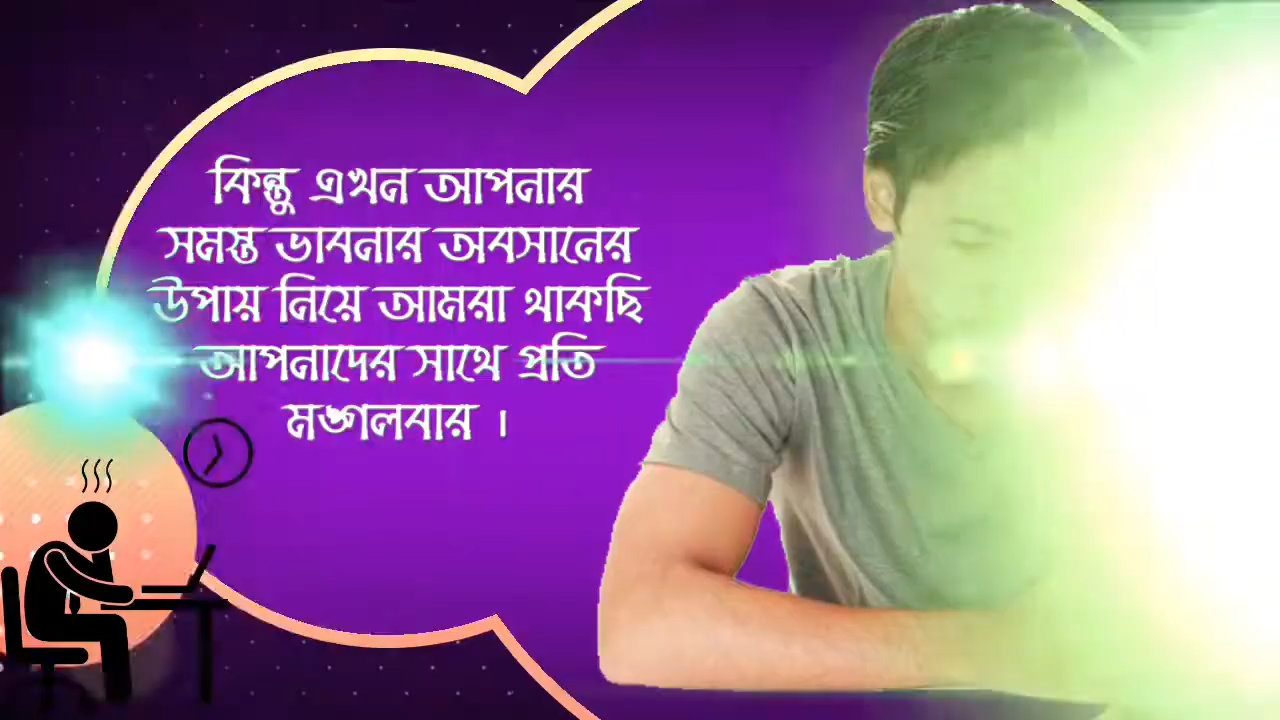 কিন্তু এখন আপনার
সমস্ত ভাবনার অবসানের
উপায় নিয়ে আমরা থাকছি
আপনাদের সাথে প্রতি
মঙ্গলবার ।